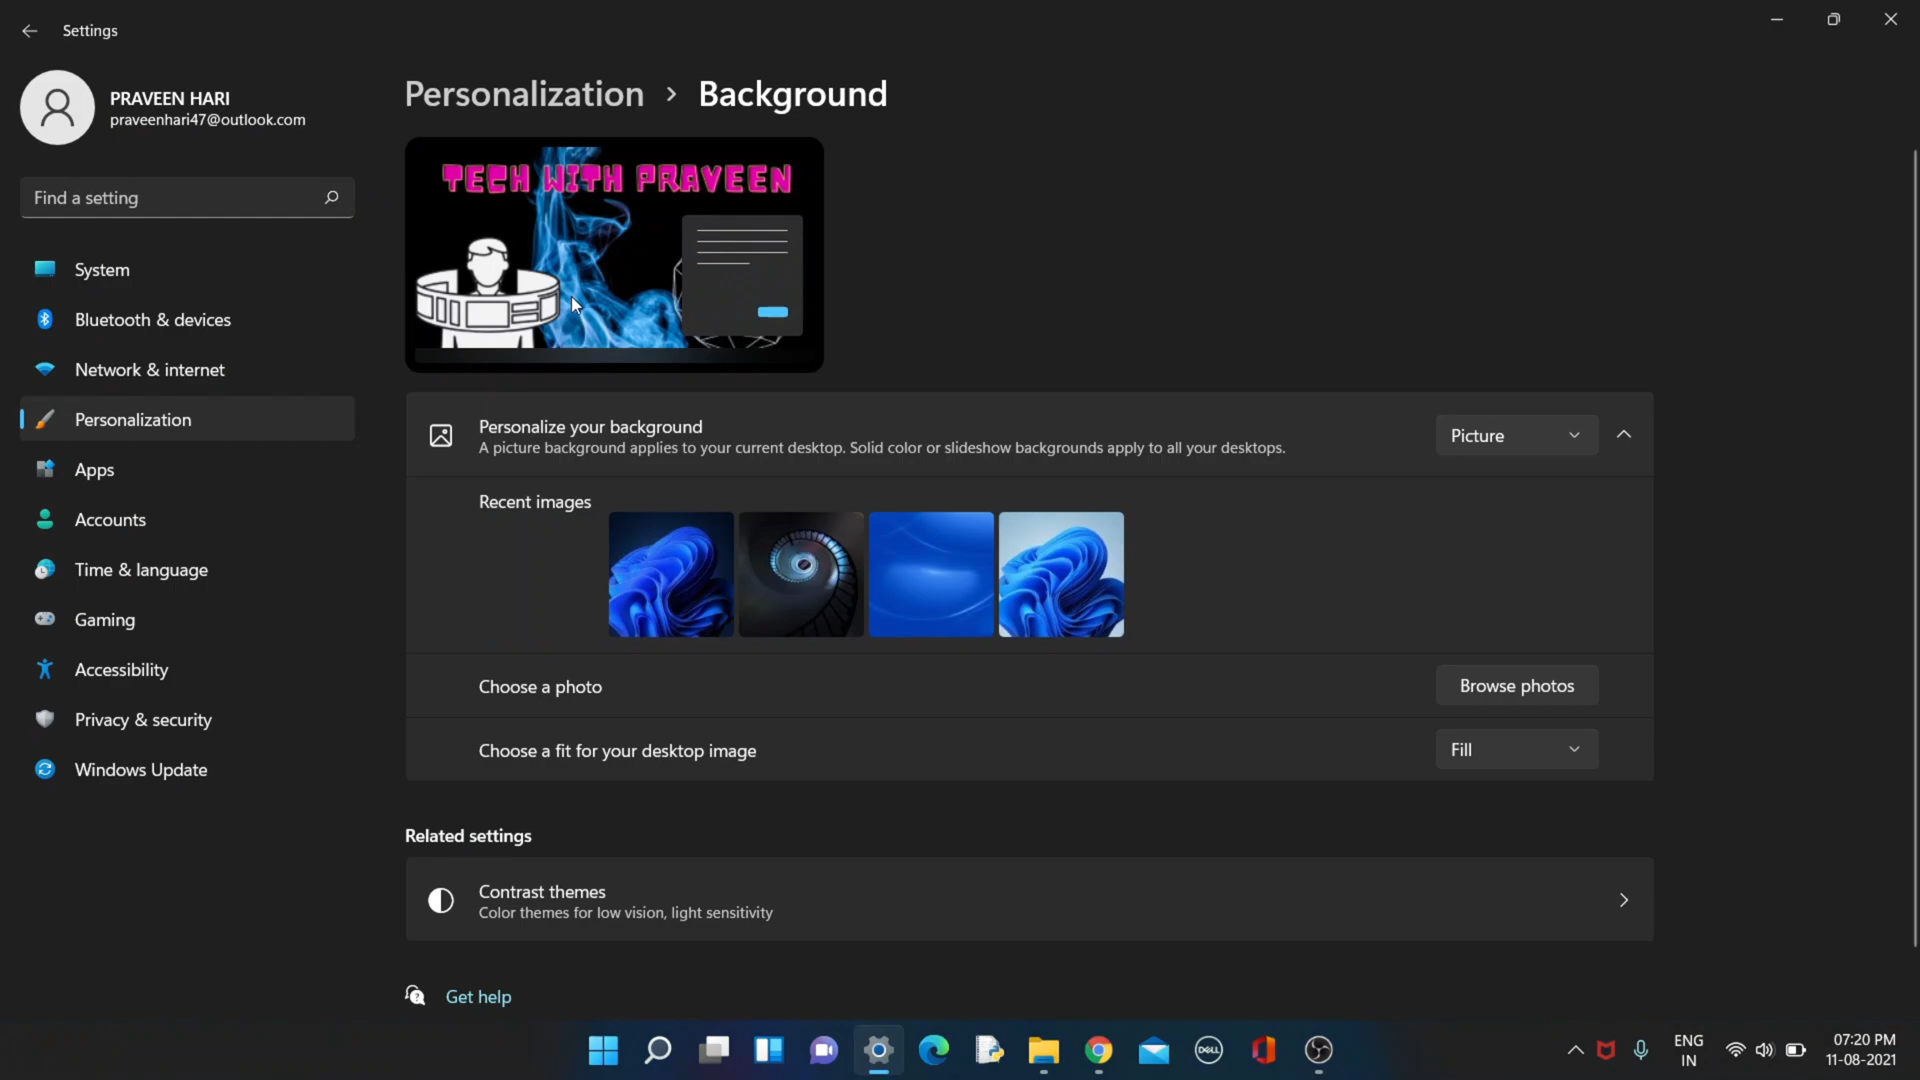 Settings
PRAVEEN HARI
praveenhari47@outlook.com
Find a setting
System
Bluetooth & devices
Network & internet
Personalization
Apps
Accounts
Time & language
Gaming
Accessibility
Privacy & security
Windows Update
Personalization > Background
TECH WITH PRAVEEN
Personalize your background
A picture background applies to your current desktop. Solid color or slideshow backgrounds apply to all your desktops.
Picture
Recent images
Choose a photo
Browse photos
Choose a fit for your desktop image
Fill
Related settings
Contrast themes
Color themes for low vision, light sensitivity
Get help
DELL
ENG
IN
07:20 PM
11-08-2021